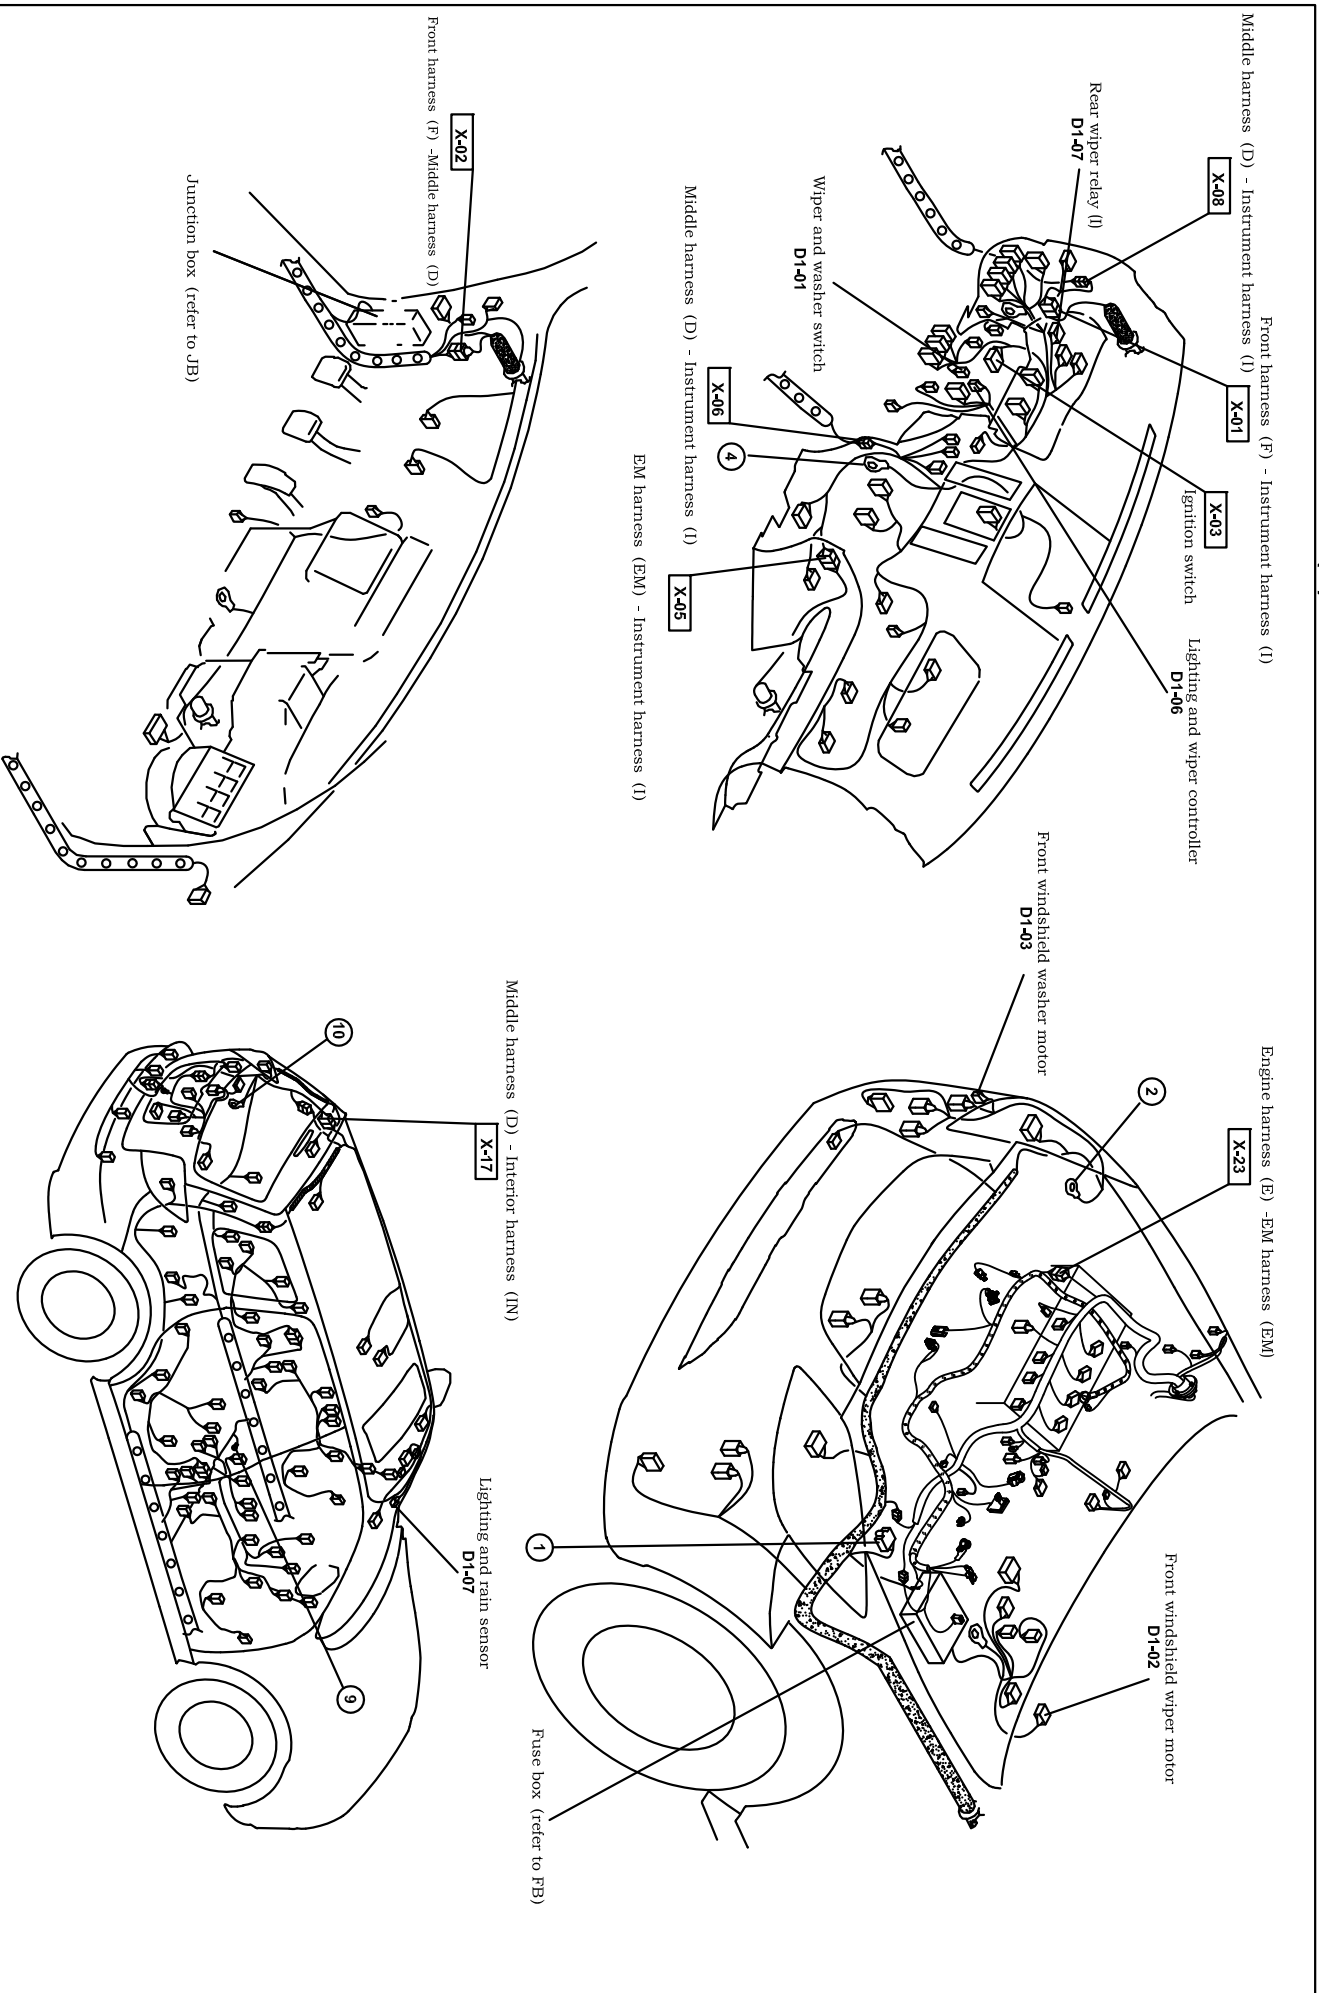 Front harness (F) - Instrument harness (I)
X-01
Middle harness (D) - Instrument harness (I)
X-08
X-03
Ignition switch
Lighting and wiper controller
D1-06
Rear wiper relay (I)
D1-07
Wiper and washer switch
D1-01
X-06
4
Middle harness (D) - Instrument harness (I)
X-05
EM harness (EM) - Instrument harness (I)
Engine harness (E) -EM harness (EM)
X-23
2
Front windshield wiper motor
D1-02
Front windshield washer motor
D1-03
1
Fuse box (refer to FB)
X-02
Front harness (F) -Middle harness (D)
Junction box (refer to JB)
Middle harness (D) - Interior harness (IN)
X-17
Lighting and rain sensor
D1-07
10
9